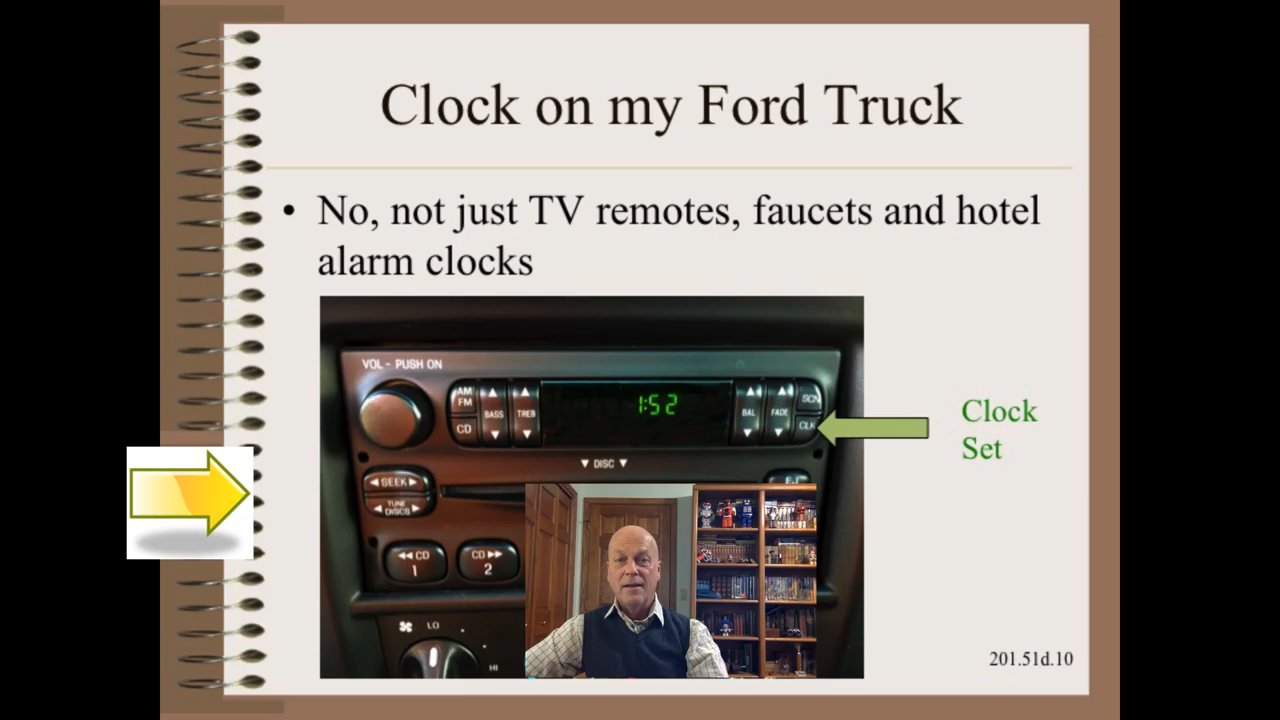 Clock on my Ford Truck
• No, not just TV remotes, faucets and hotel
alarm clocks
VOL - PUSH ON
AM
FM
CD
BASS
TREB
1:52
BAL
FADE
SCN
CLK
▼ DISC ▼
Clock
Set
◀ SEEK ▶
EJ
◀ TUNE ▶
DISCS
◀◀ CD
1
CD ▶▶
2
LO
HI
201.51d.10